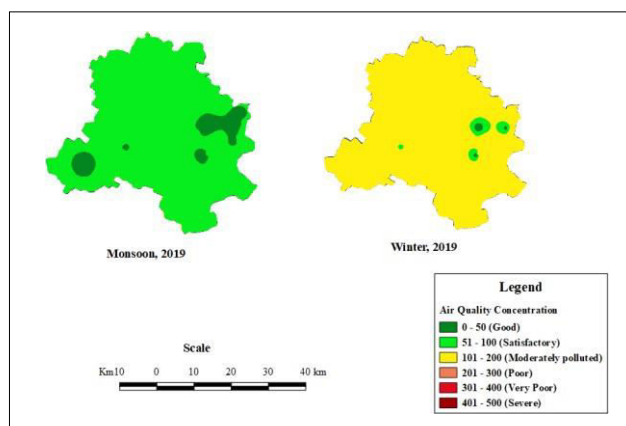 Monsoon, 2019
Winter, 2019
Legend
Air Quality Concentration
0 - 50 (Good)
51 - 100 (Satisfactory)
101 - 200 (Moderately polluted)
201 - 300 (Poor)
301 - 400 (Very Poor)
401 - 500 (Severe)
Scale
Km10 0 10 20 30 40 km